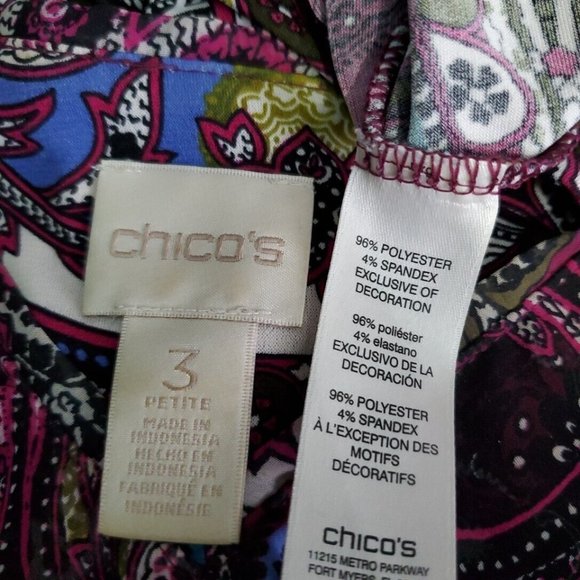 chico's
3
PETITE
MADE IN
INDONESIA
HECHO EN
INDONESIA
FABRIQUÉ EN
INDONÉSIE
96% POLYESTER
4% SPANDEX
EXCLUSIVE OF
DECORATION
96% poliéster
4% elastano
EXCLUSIVO DE LA
DECORACIÓN
96% POLYESTER
4% SPANDEX
À L'EXCEPTION DES
MOTIFS
DÉCORATIFS
chico's
11215 METRO PARKWAY
FORT MYERS,